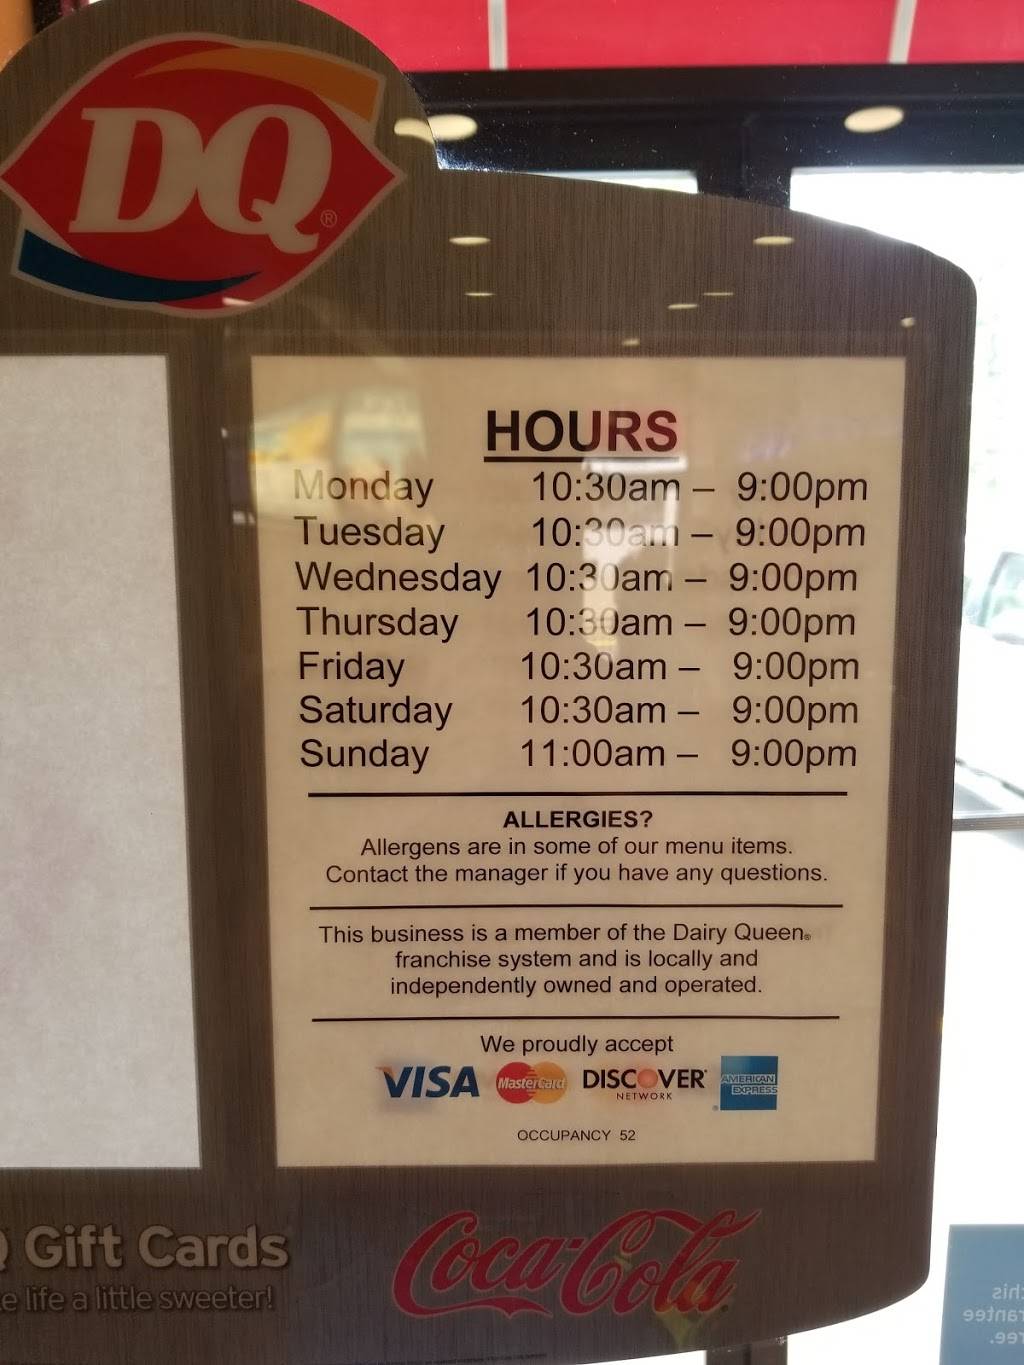 DQ®
HOURS
Monday 10:30am – 9:00pm
Tuesday 10:30am – 9:00pm
Wednesday 10:30am – 9:00pm
Thursday 10:30am – 9:00pm
Friday 10:30am – 9:00pm
Saturday 10:30am – 9:00pm
Sunday 11:00am – 9:00pm
ALLERGIES?
Allergens are in some of our menu items.
Contact the manager if you have any questions.
This business is a member of the Dairy Queen®
franchise system and is locally and
independently owned and operated.
We proudly accept
VISA MasterCard DISCOVER NETWORK AMERICAN EXPRESS
OCCUPANCY 52
Gift Cards
life a little sweeter!
Coca-Cola